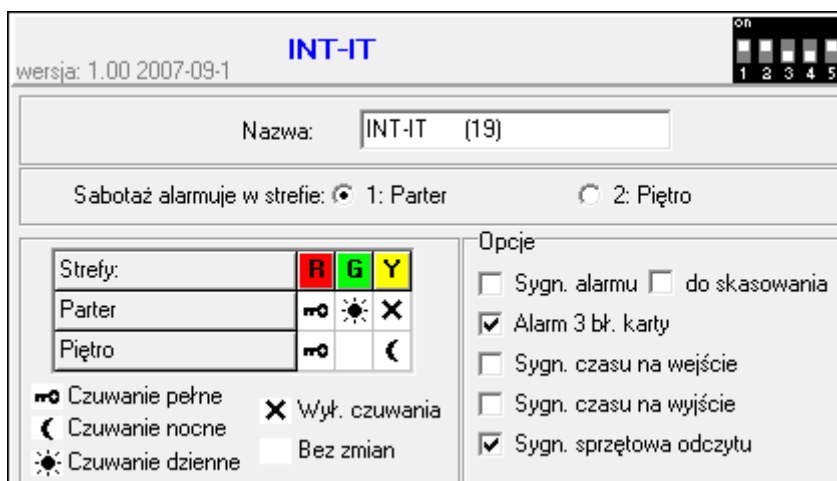 INT-IT
wersja: 1.00 2007-09-1
on
1 2 3 4 5
Nazwa: INT-IT (19)
Sabotaż alarmuje w strefie: 1: Parter 2: Piętro
Strefy: R G Y
Parter
Piętro
Czuwanie pełne
Czuwanie nocne
Czuwanie dzienne
Wył. czuwania
Bez zmian
Opcje
Sygn. alarmu do skasowania
Alarm 3 bł. karty
Sygn. czasu na wejście
Sygn. czasu na wyjście
Sygn. sprzętowa odczytu